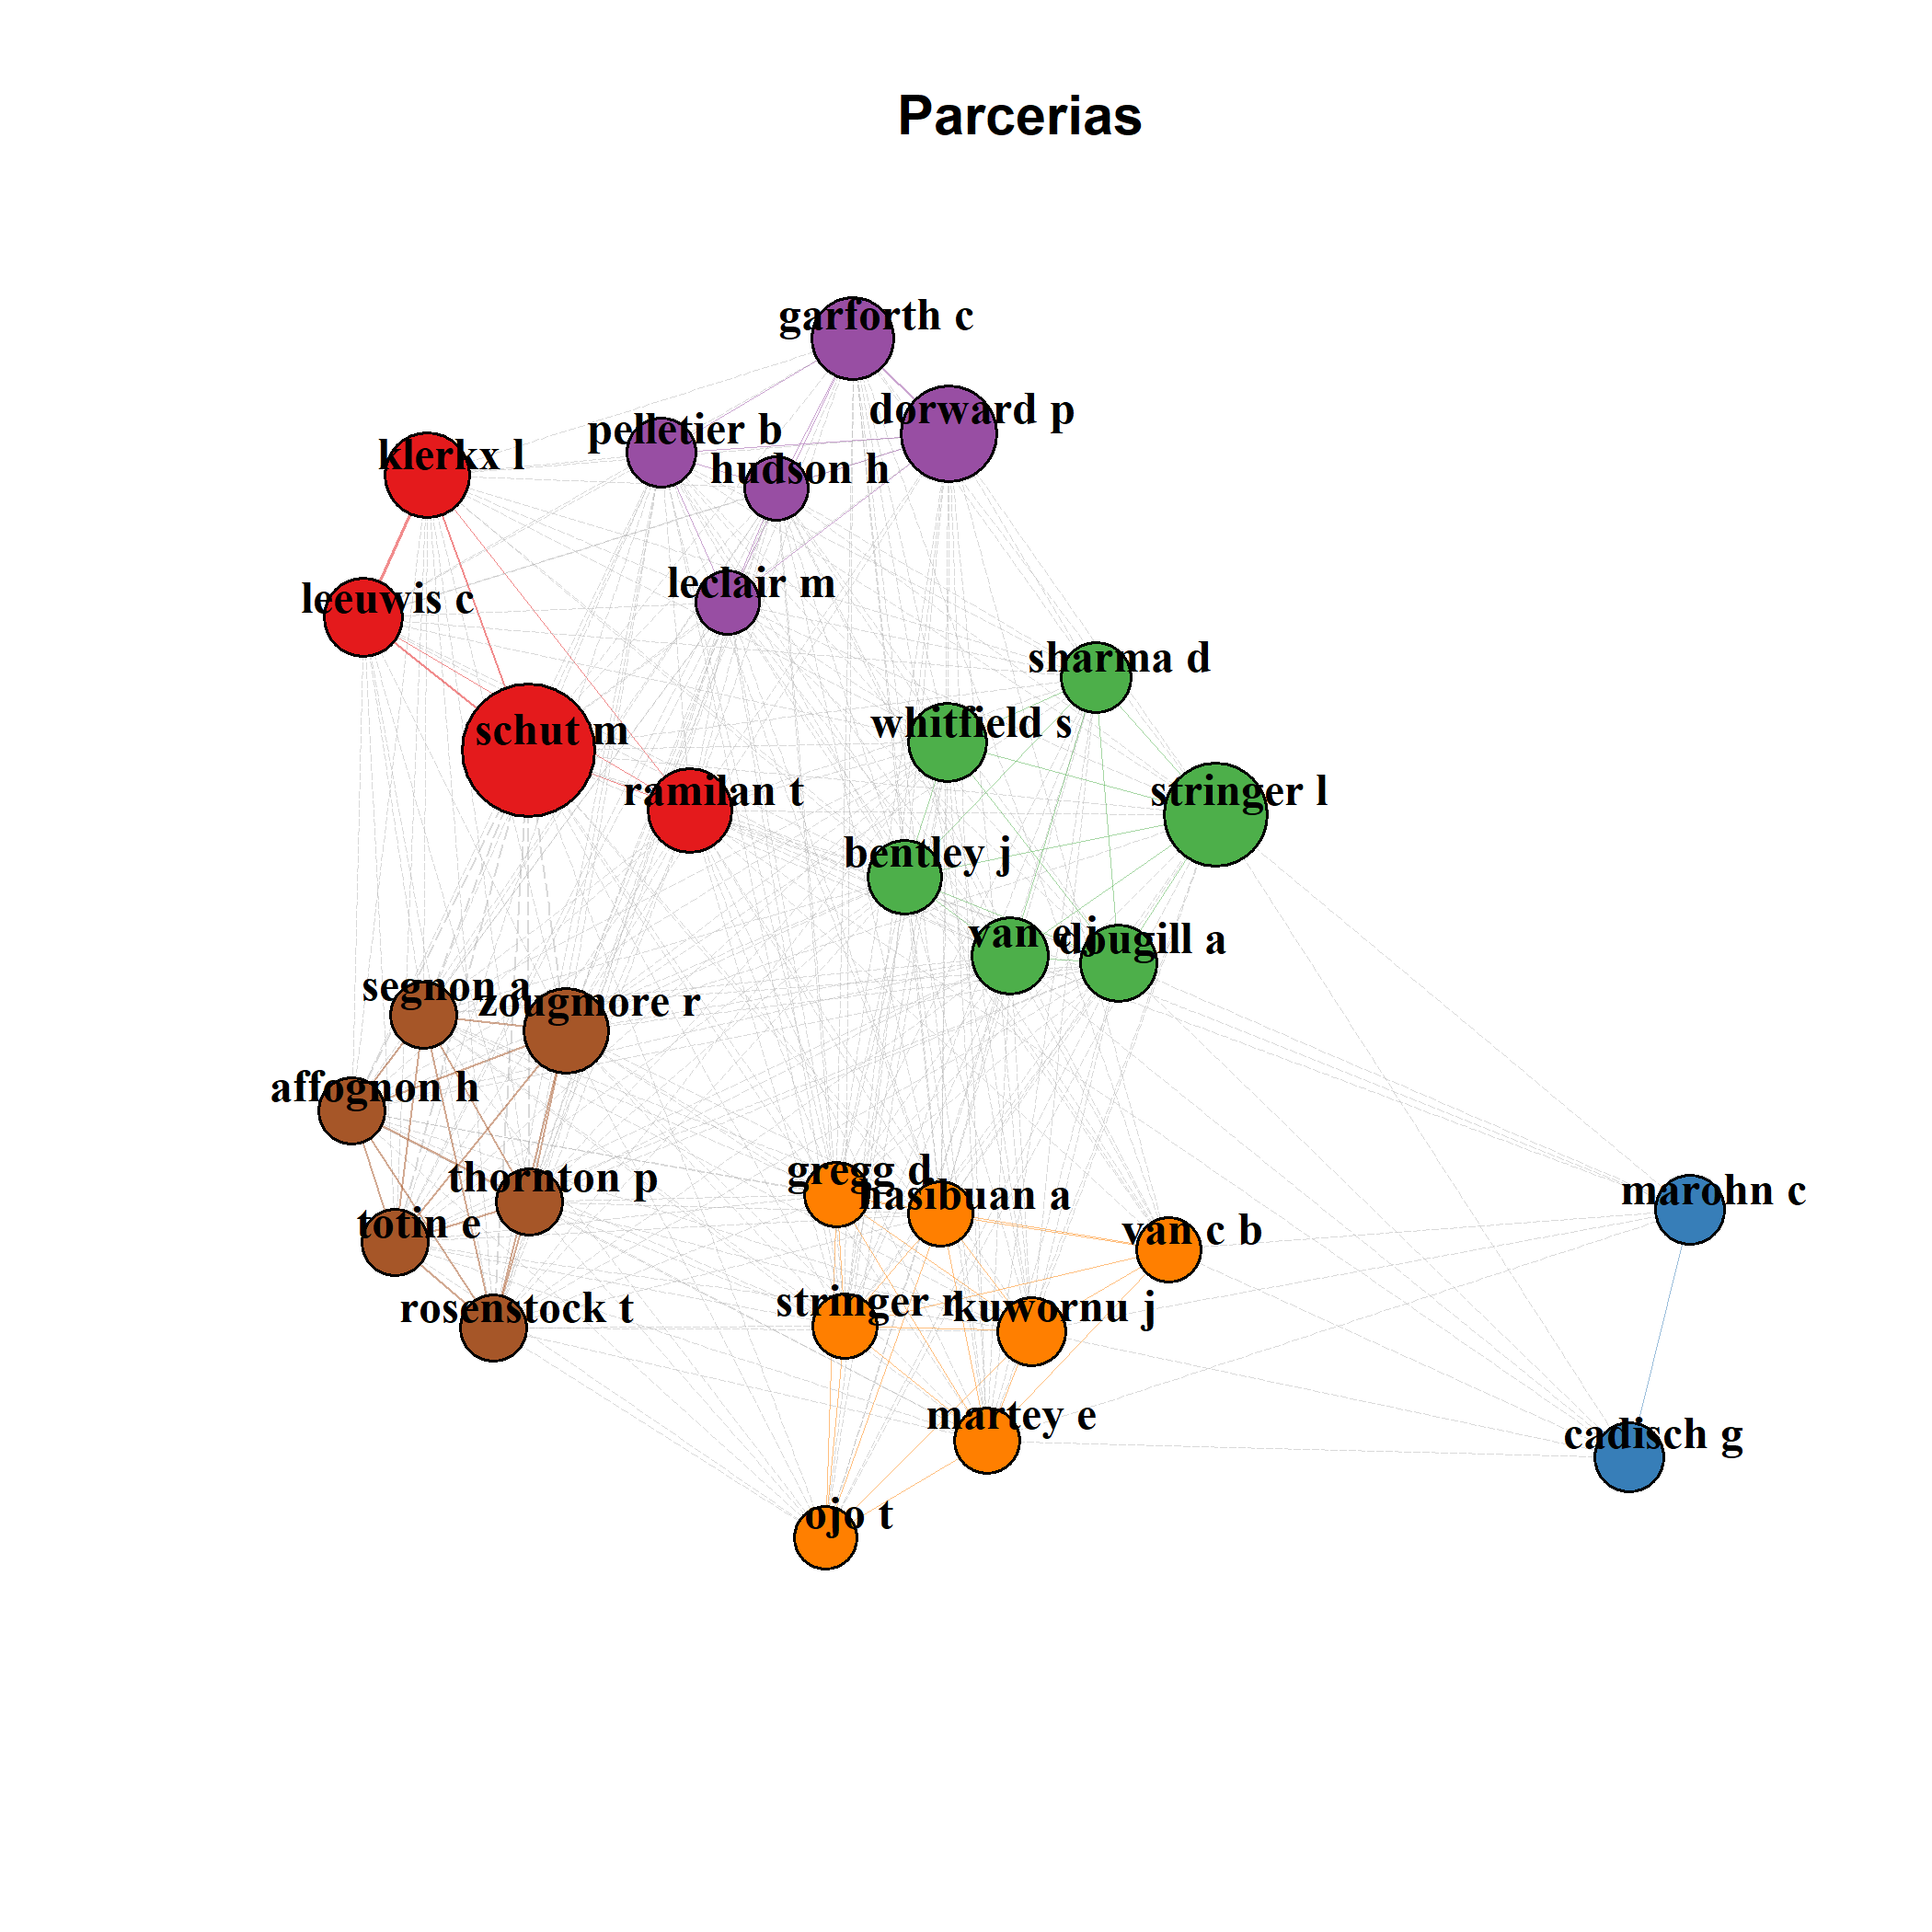 Parcerias
garforth c
dorward p
pelletier b
klerkx l
hudson h
leclair m
leeuwis c
sharma d
whitfield s
schut m
ramilan t
stringer l
bentley j
van e j
dougill a
segnon a
zougmore r
affognon h
gregg d
thornton p
hasibuan a
marohn c
totin e
van c b
stringer r
kuwornu j
rosenstock t
martey e
cadisch g
ojo t